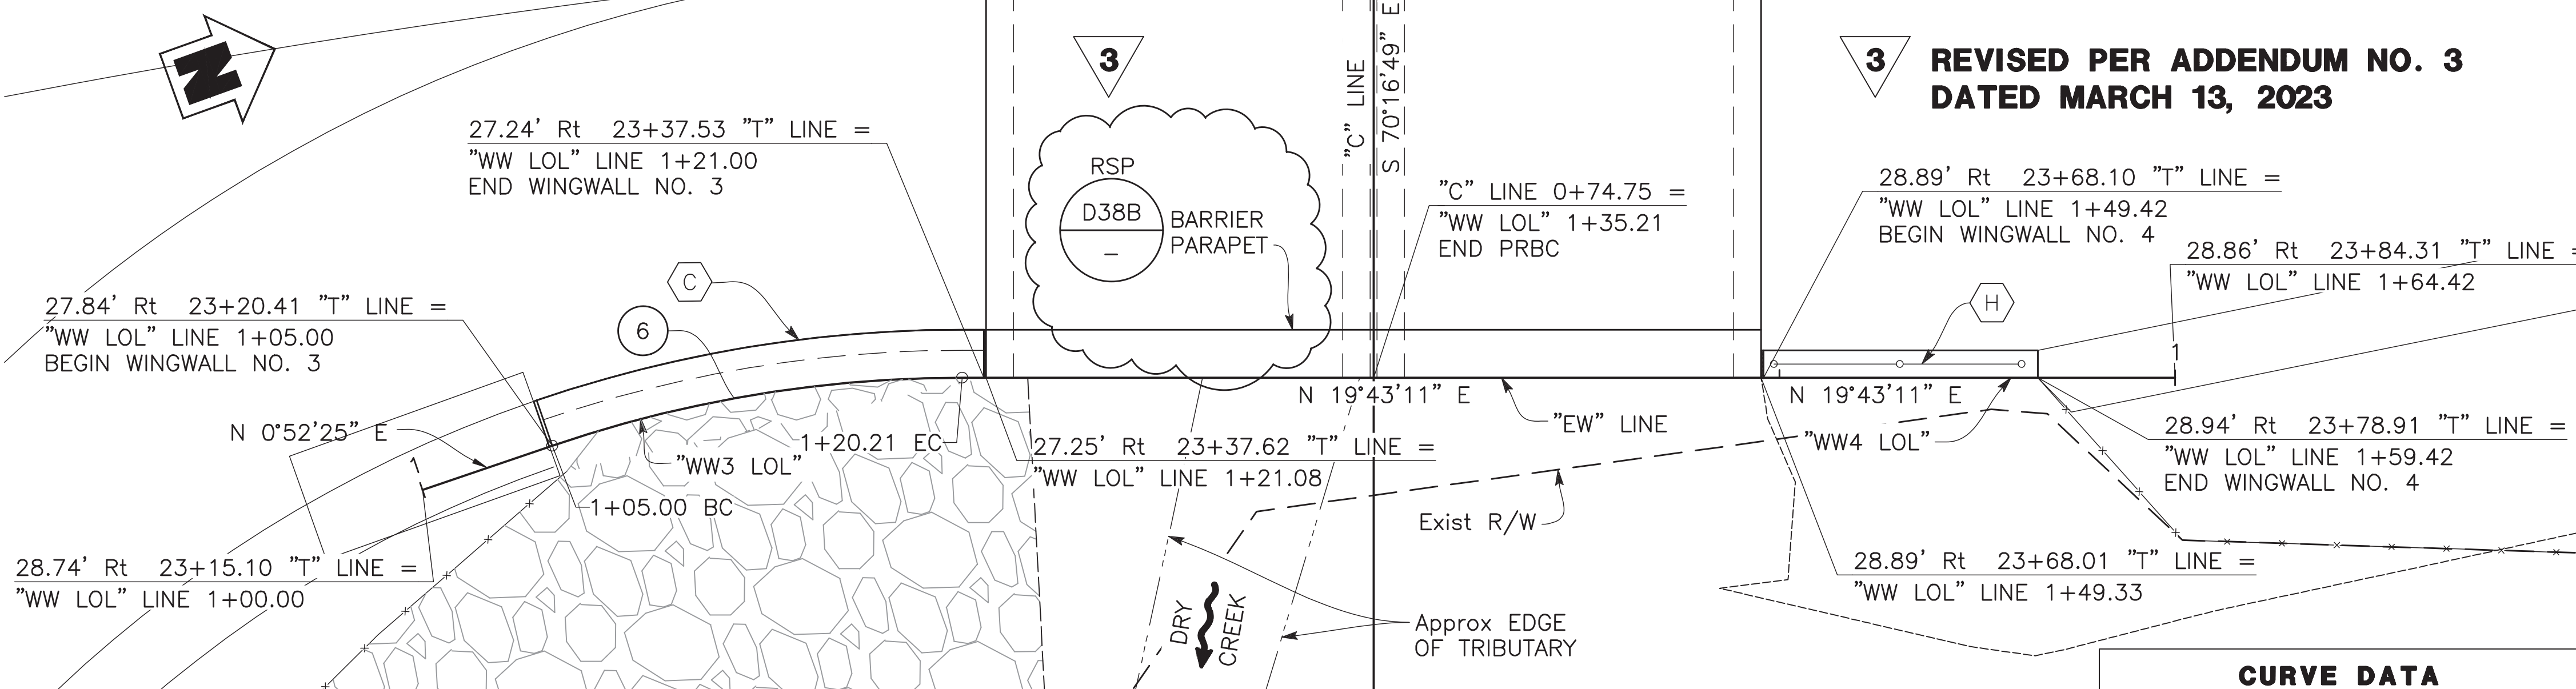 N
3
"C" LINE
S 70°16'49" E
3
REVISED PER ADDENDUM NO. 3
DATED MARCH 13, 2023
27.24' Rt 23+37.53 "T" LINE =
"WW LOL" LINE 1+21.00
END WINGWALL NO. 3
RSP
D38B
–
BARRIER
PARAPET
"C" LINE 0+74.75 =
"WW LOL" 1+35.21
END PRBC
28.89' Rt 23+68.10 "T" LINE =
"WW LOL" LINE 1+49.42
BEGIN WINGWALL NO. 4
28.86' Rt 23+84.31 "T" LINE =
"WW LOL" LINE 1+64.42
27.84' Rt 23+20.41 "T" LINE =
"WW LOL" LINE 1+05.00
BEGIN WINGWALL NO. 3
C
6
H
1
N 19°43'11" E
N 19°43'11" E
"EW" LINE
N 0°52'25" E
1
"WW3 LOL"
1+20.21 EC
1+05.00 BC
27.25' Rt 23+37.62 "T" LINE =
"WW LOL" LINE 1+21.08
"WW4 LOL"
28.94' Rt 23+78.91 "T" LINE =
"WW LOL" LINE 1+59.42
END WINGWALL NO. 4
Exist R/W
28.74' Rt 23+15.10 "T" LINE =
"WW LOL" LINE 1+00.00
28.89' Rt 23+68.01 "T" LINE =
"WW LOL" LINE 1+49.33
DRY
CREEK
Approx EDGE
OF TRIBUTARY
CURVE DATA